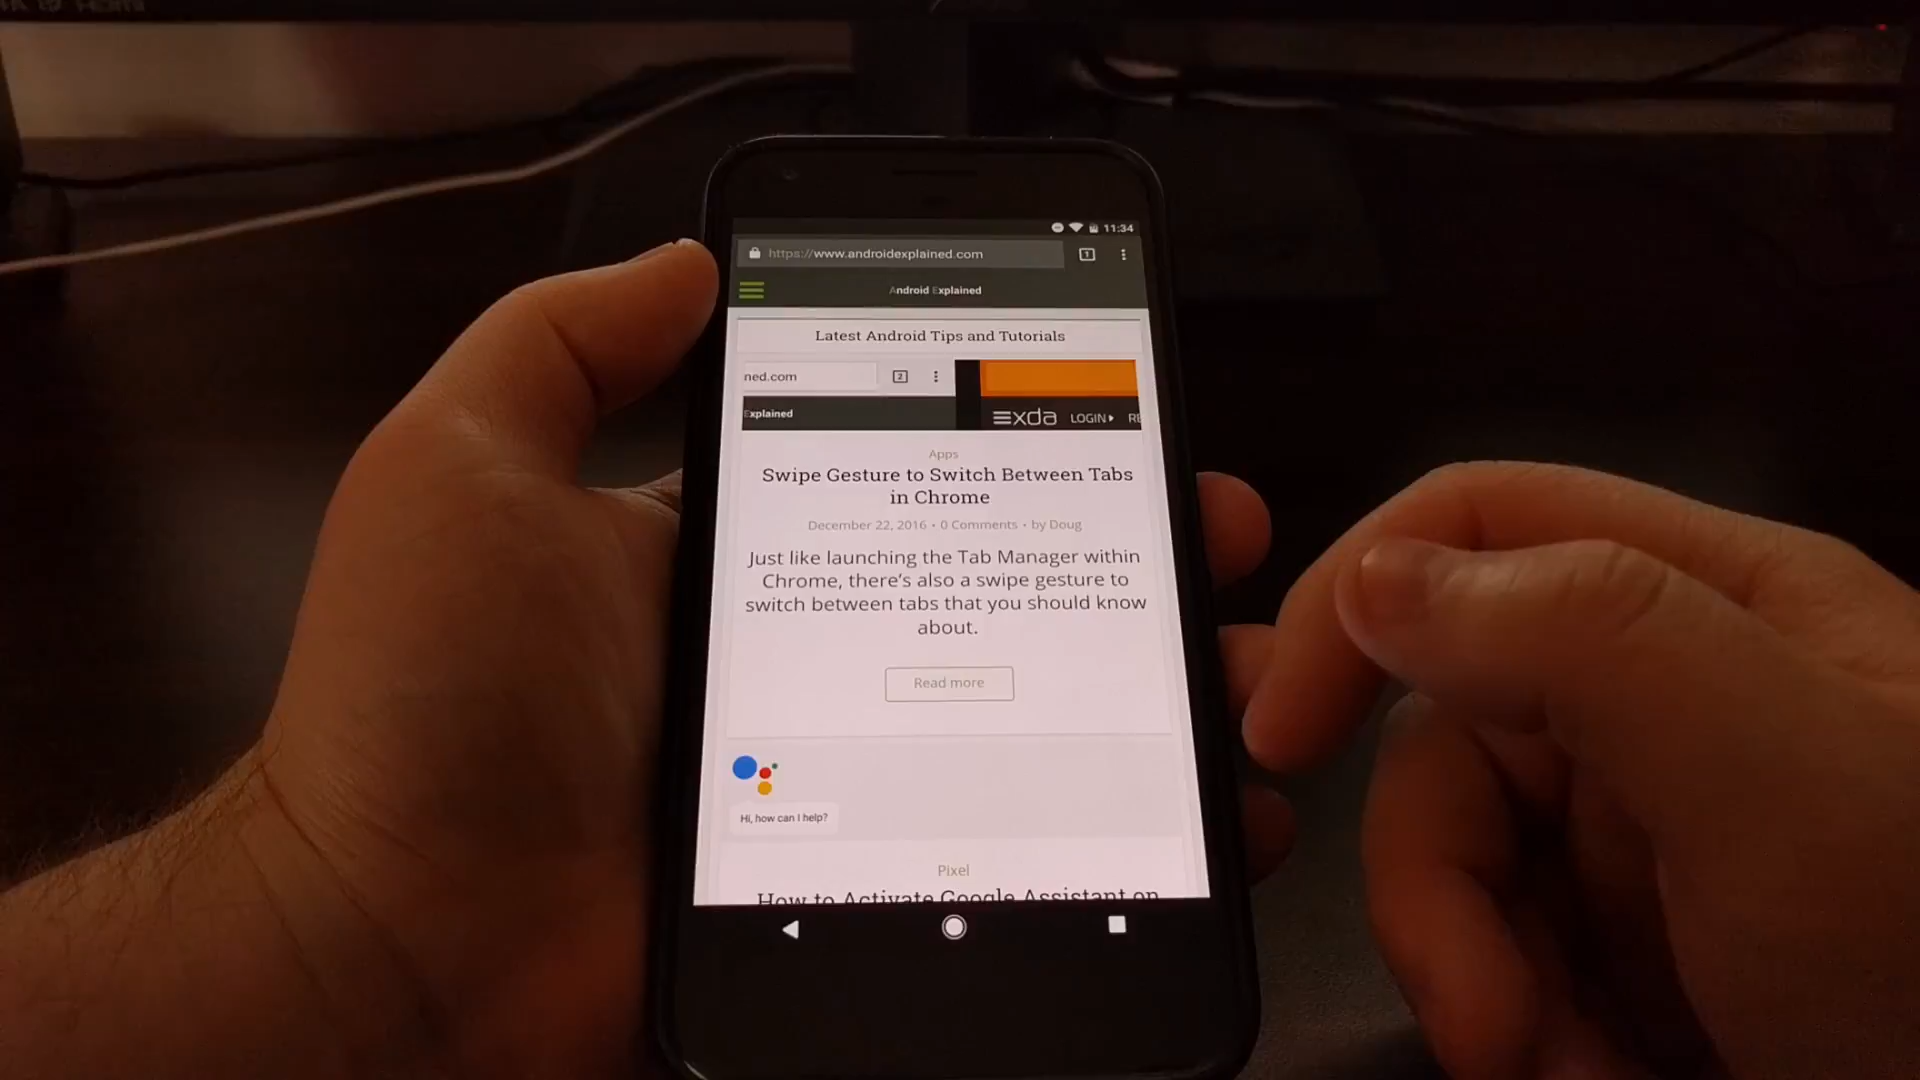 11:34
https://www.androidexplained.com
1
Android Explained
Latest Android Tips and Tutorials
ned.com
2
Explained
xda LOGIN RE
Apps
Swipe Gesture to Switch Between Tabs
in Chrome
December 22, 2016 • 0 Comments • by Doug
Just like launching the Tab Manager within
Chrome, there's also a swipe gesture to
switch between tabs that you should know
about.
Read more
Hi, how can I help?
Pixel
How to Activate Google Assistant on